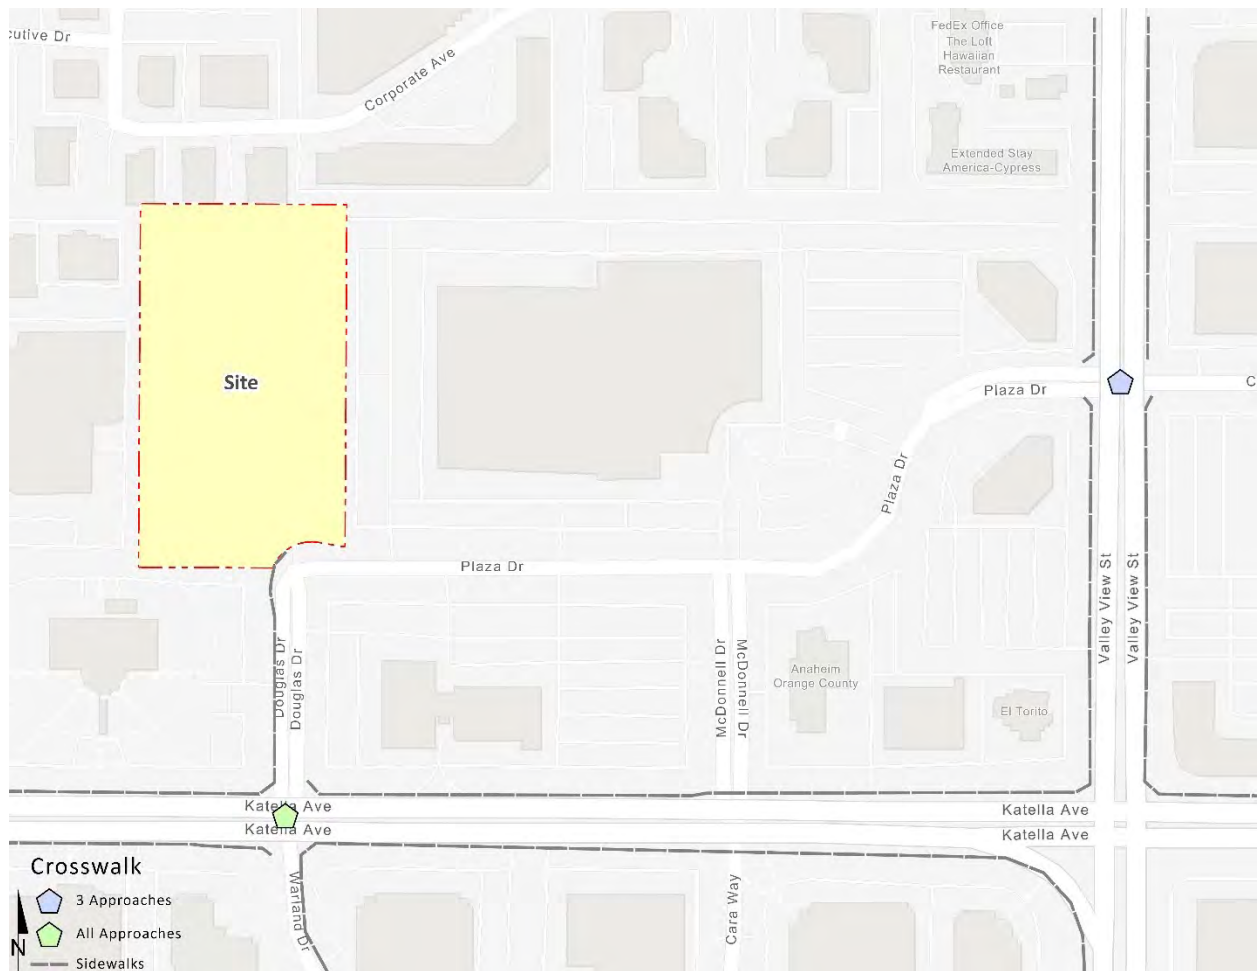 cutive Dr
Corporate Ave
FedEx Office
The Loft
Hawaiian
Restaurant
Extended Stay
America-Cypress
Site
Plaza Dr
C
Plaza Dr
Plaza Dr
Valley View St
Valley View St
Douglas Dr
Douglas Dr
McDonnell Dr
McDonnell Dr
Anaheim
Orange County
El Torito
Katella Ave
Katella Ave
Katella Ave
Katella Ave
Warland Dr
Cara Way
Crosswalk
3 Approaches
All Approaches
Sidewalks
N